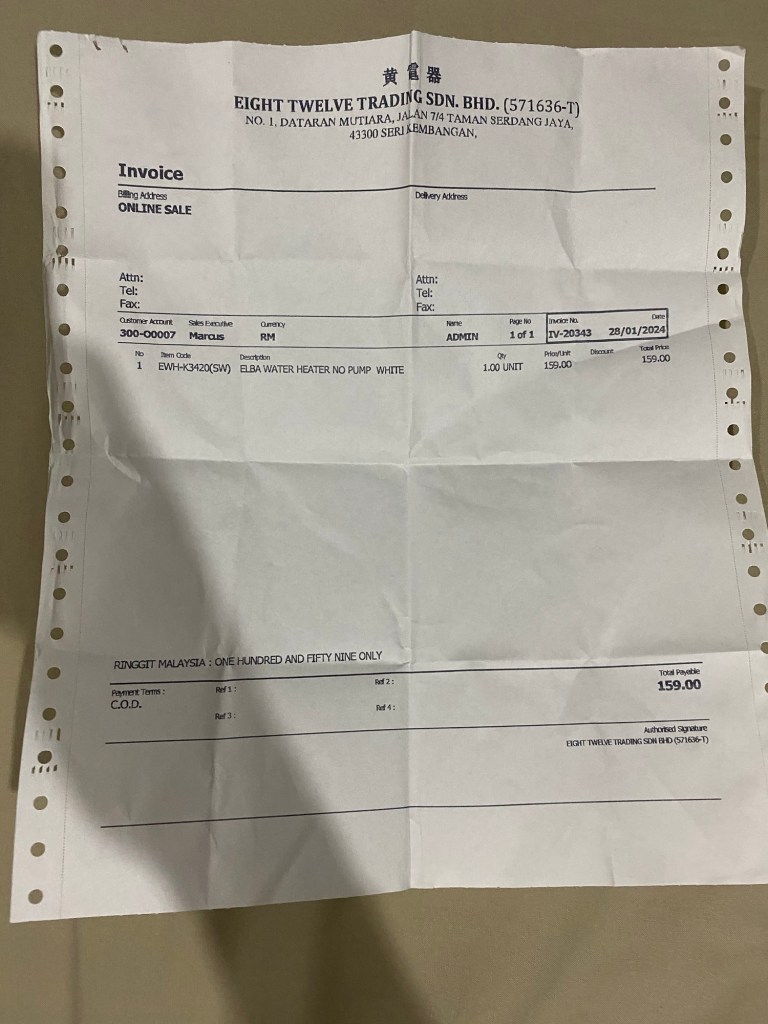 黄電器
EIGHT TWELVE TRADING SDN. BHD. (571636-T)
NO. 1, DATARAN MUTIARA, JALAN 7/4 TAMAN SERDANG JAYA,
43300 SERI KEMBANGAN,
Invoice
Billing Address Delivery Address
ONLINE SALE
Attn: Attn:
Tel: Tel:
Fax: Fax:
Customer Account Sales Executive Currency Name Page No Invoice No. Date
300-O0007 Marcus RM ADMIN 1 of 1 IV-20343 28/01/2024
No Item Code Description Qty Price/Unit Discount Total Price
1 EWH-K3420(SW) ELBA WATER HEATER NO PUMP WHITE 1.00 UNIT 159.00 159.00
RINGGIT MALAYSIA : ONE HUNDRED AND FIFTY NINE ONLY
Payment Terms : Ref 1 : Ref 2 : Total Payable
C.O.D. 159.00
Ref 3 : Ref 4 :
Authorised Signature
EIGHT TWELVE TRADING SDN BHD (571636-T)